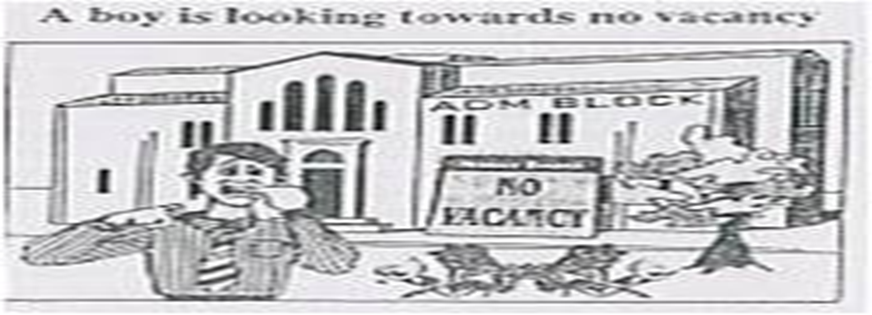 A boy is looking towards no vacancy
ADM BLOCK
NO
VACANCY